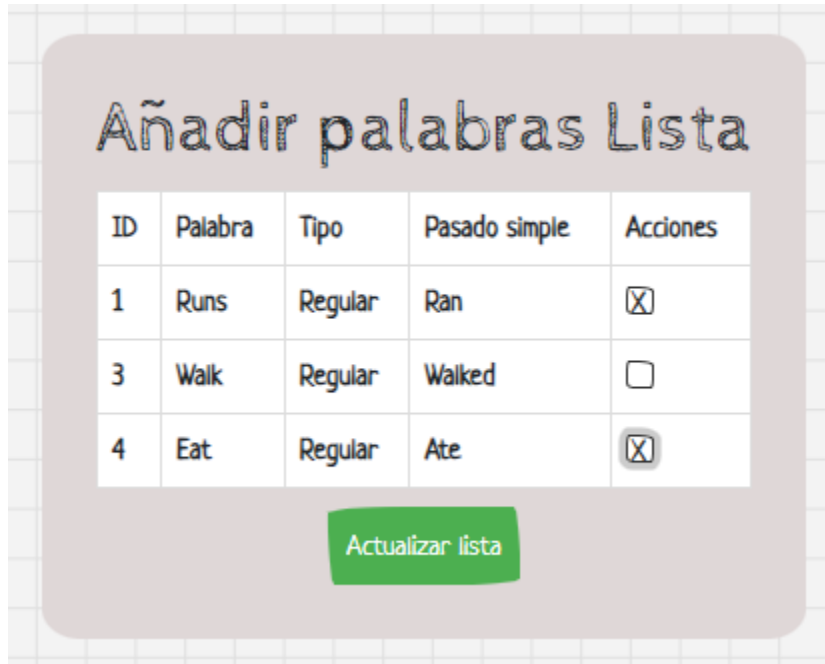 Añadir palabras Lista
ID Palabra Tipo Pasado simple Acciones
1 Runs Regular Ran X
3 Walk Regular Walked
4 Eat Regular Ate X
Actualizar lista